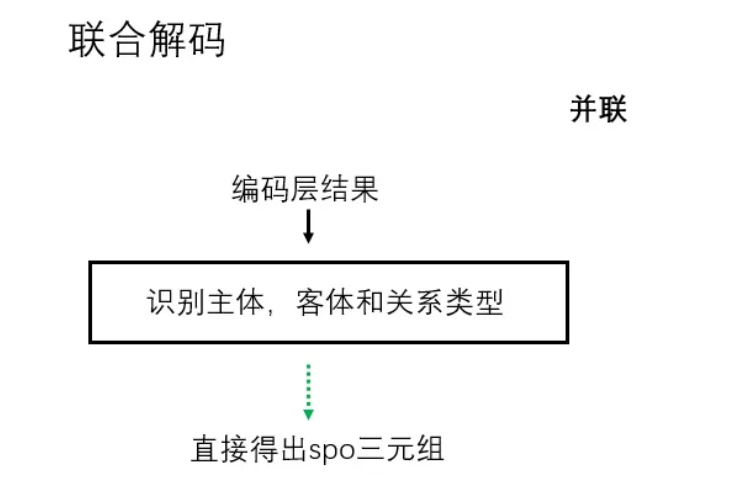 联合解码
并联
编码层结果
识别主体，客体和关系类型
直接得出spo三元组